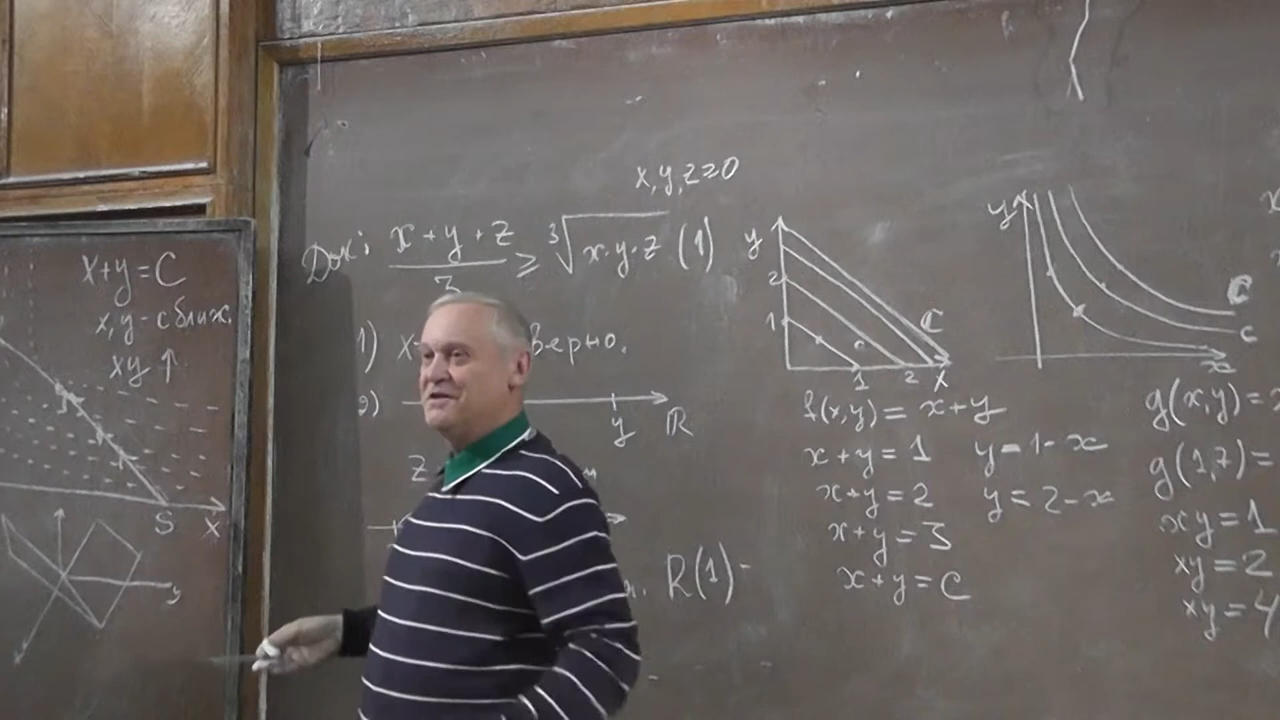 x+y=C
x,y-сближ.
xy↑
S
X
y
x,y,z≥0
Док: (x+y+z)/3 ≥ ∛(x·y·z) (1)
1) x
верно.
2)
y
ℝ
z
R(1)
y
2
1
C
1 2 x
f(x,y)=x+y
x+y=1 y=1-x
x+y=2 y=2-x
x+y=3
x+y=C
y
C
C
x
g(x,y)=
g(1,7)=
xy=1
xy=2
xy=4